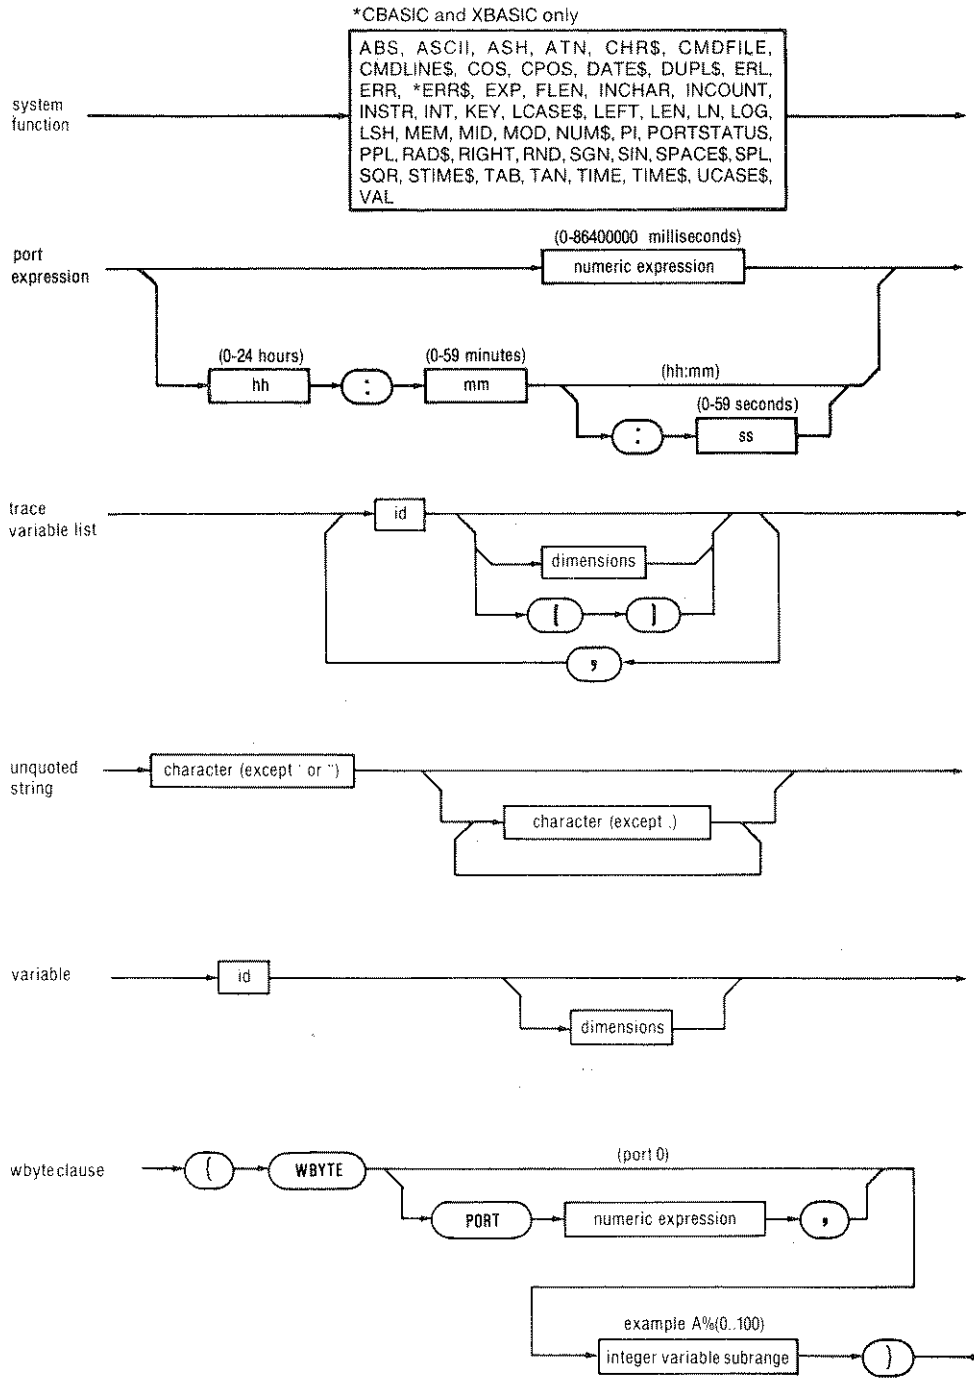 *CBASIC and XBASIC only
ABS, ASCII, ASH, ATN, CHR$, CMDFILE,
CMDLINE$, COS, CPOS, DATE$, DUPL$, ERL,
ERR, *ERR$, EXP, FLEN, INCHAR, INCOUNT,
INSTR, INT, KEY, LCASE$, LEFT, LEN, LN, LOG,
LSH, MEM, MID, MOD, NUM$, PI, PORTSTATUS,
PPL, RAD$, RIGHT, RND, SGN, SIN, SPACE$, SPL,
SQR, STIME$, TAB, TAN, TIME, TIME$, UCASE$,
VAL
system
function
port
expression
(0-86400000 milliseconds)
numeric expression
(0-24 hours)
hh
:
(0-59 minutes)
mm
(hh:mm)
:
(0-59 seconds)
ss
trace
variable list
id
dimensions
( )
,
unquoted
string
character (except ' or ")
character (except ,)
variable
id
dimensions
wbyte clause
( WBYTE
(port 0)
PORT numeric expression ,
example A%(0..100)
integer variable subrange )